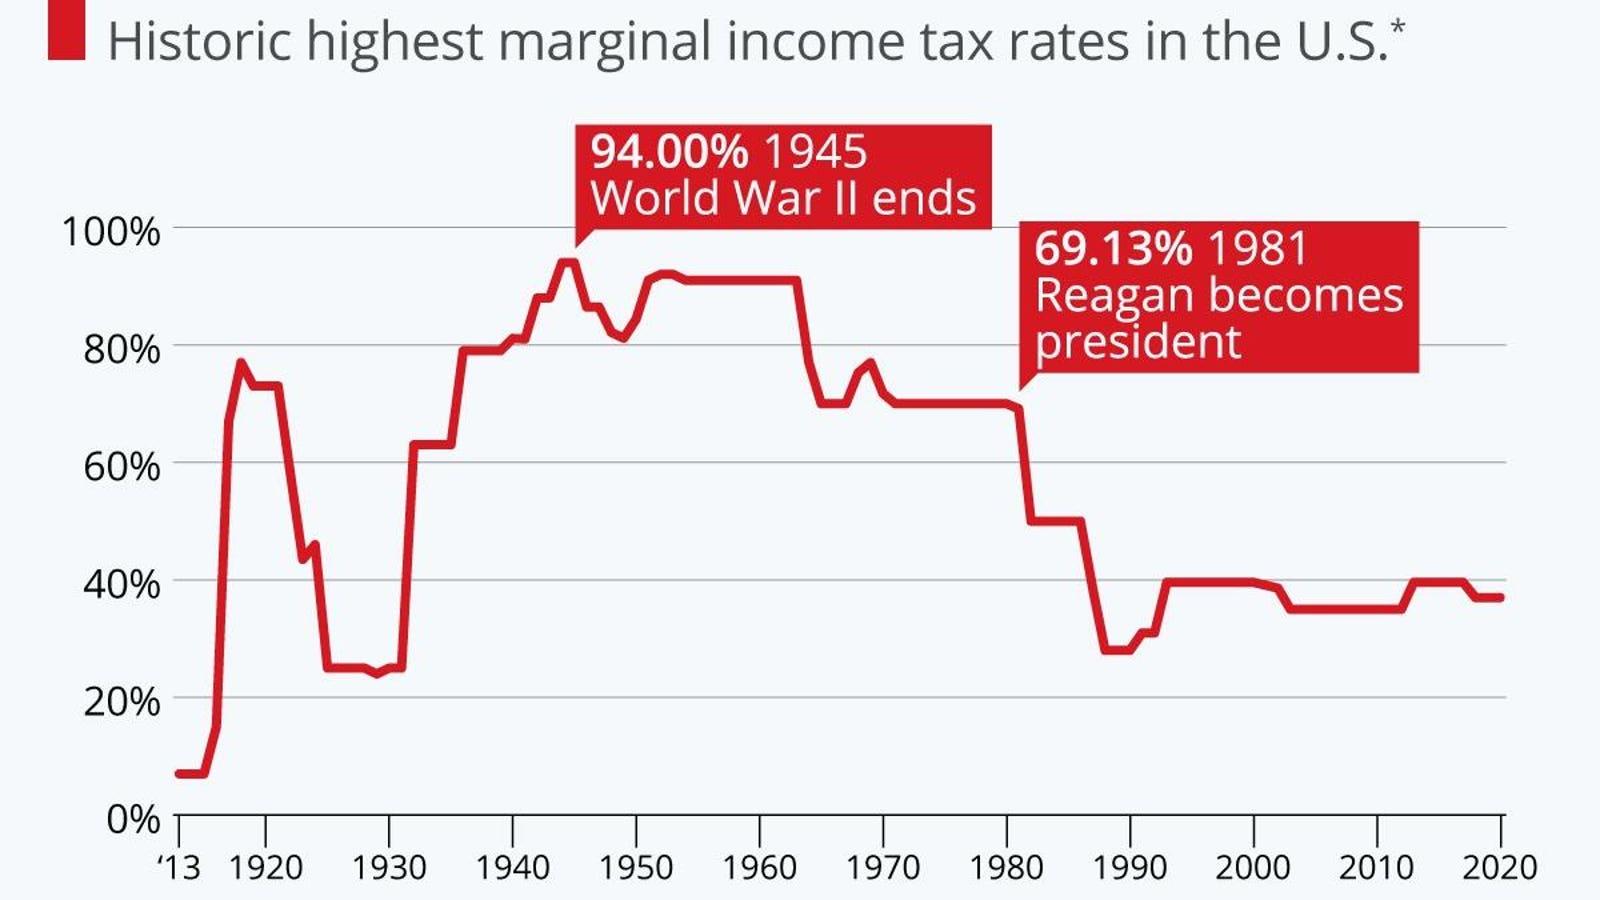 Historic highest marginal income tax rates in the U.S.*
94.00% 1945
World War II ends
69.13% 1981
Reagan becomes
president
100%
80%
60%
40%
20%
0%
‘13 1920 1930 1940 1950 1960 1970 1980 1990 2000 2010 2020